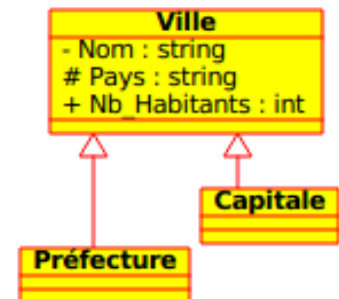 Ville
- Nom : string
# Pays : string
+ Nb_Habitants : int
Capitale
Préfecture